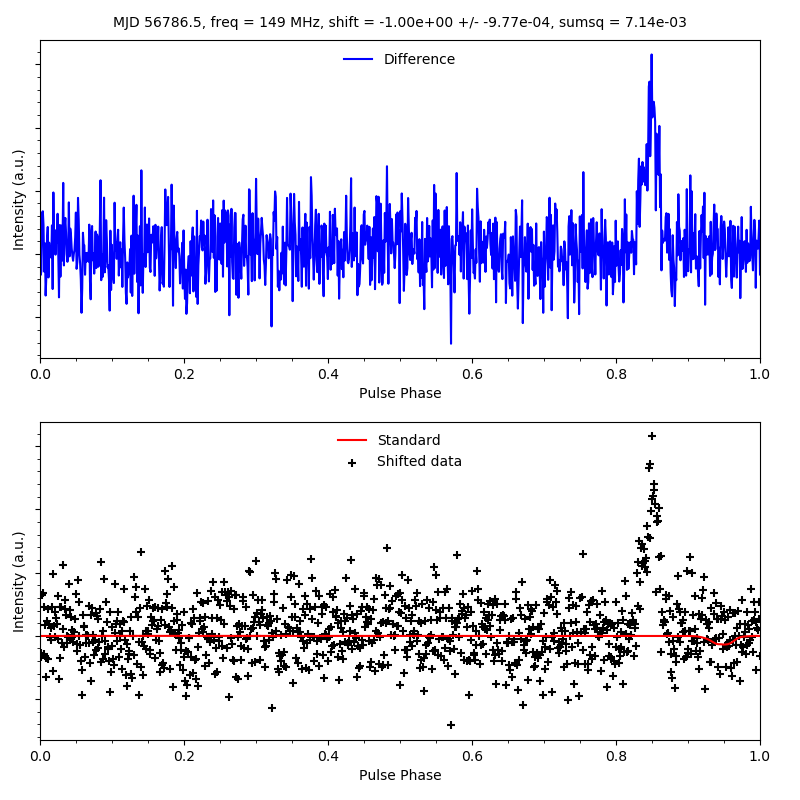 MJD 56786.5, freq = 149 MHz, shift = -1.00e+00 +/- -9.77e-04, sumsq = 7.14e-03
Difference
Intensity (a.u.)
0.0 0.2 0.4 0.6 0.8 1.0
Pulse Phase
Standard
Shifted data
Intensity (a.u.)
0.0 0.2 0.4 0.6 0.8 1.0
Pulse Phase